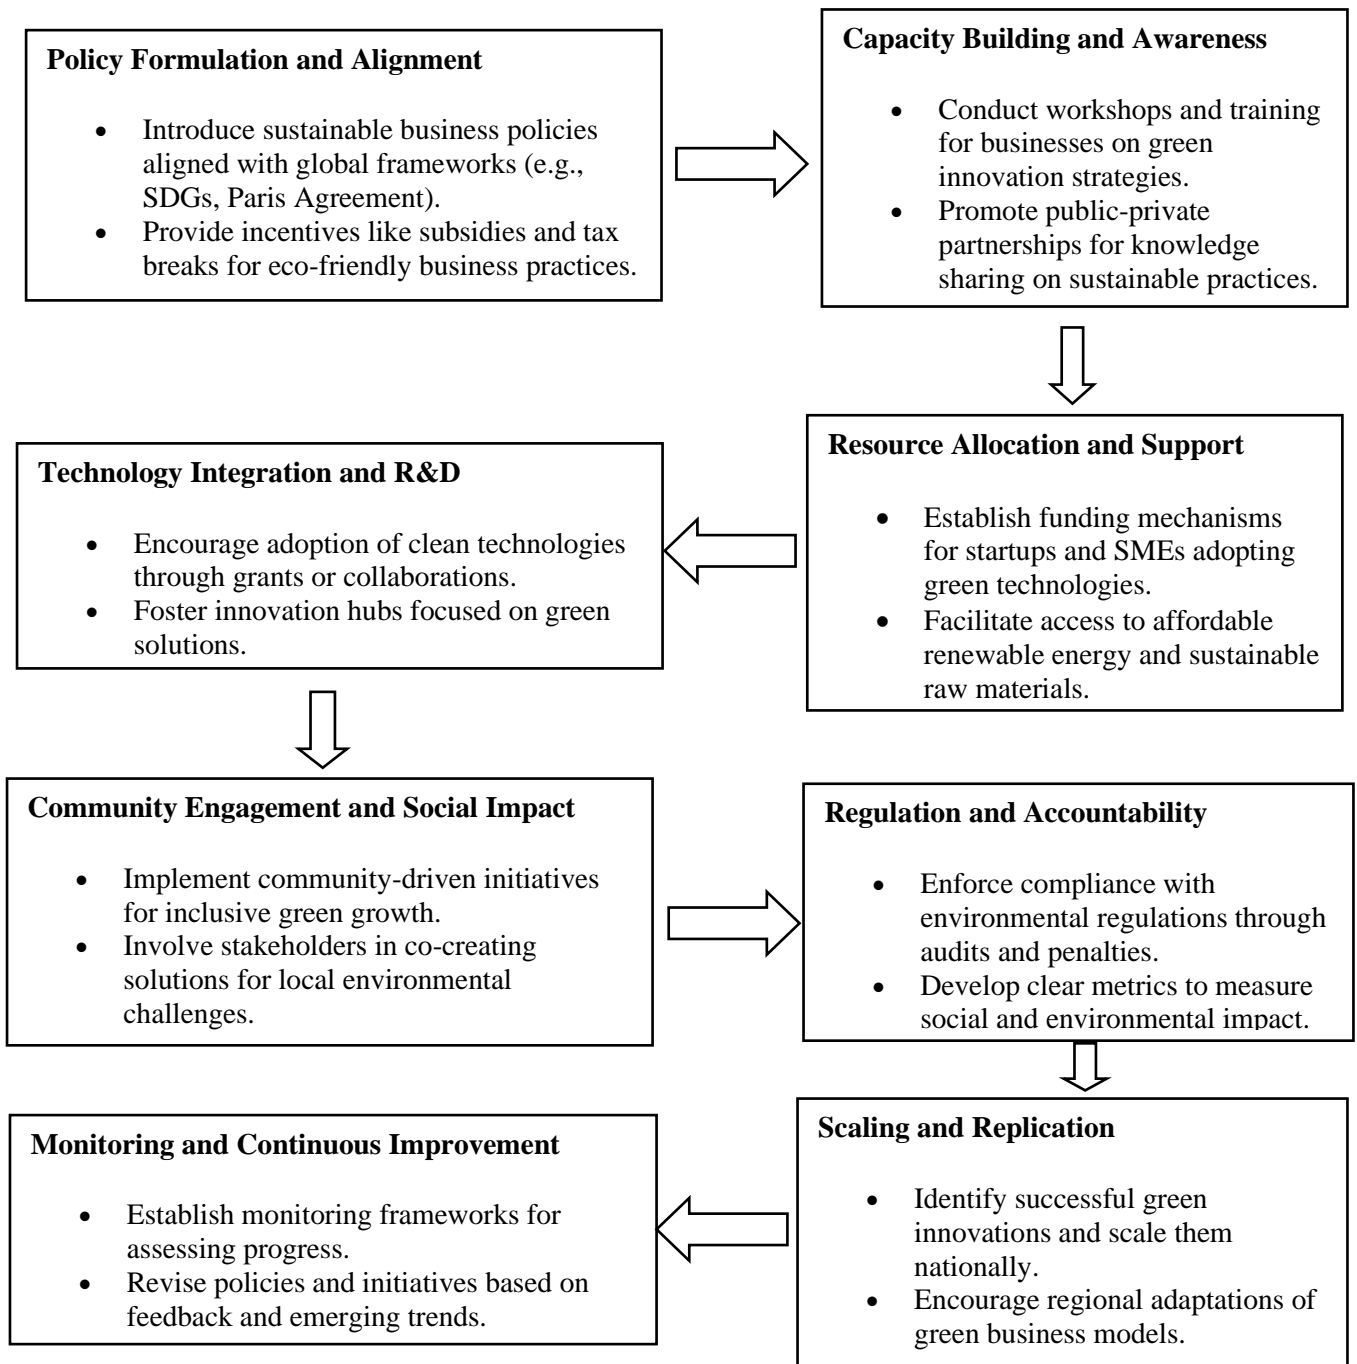 Policy Formulation and Alignment
• Introduce sustainable business policies
aligned with global frameworks (e.g.,
SDGs, Paris Agreement).
• Provide incentives like subsidies and tax
breaks for eco-friendly business practices.
Capacity Building and Awareness
• Conduct workshops and training
for businesses on green
innovation strategies.
• Promote public-private
partnerships for knowledge
sharing on sustainable practices.
Resource Allocation and Support
• Establish funding mechanisms
for startups and SMEs adopting
green technologies.
• Facilitate access to affordable
renewable energy and sustainable
raw materials.
Technology Integration and R&D
• Encourage adoption of clean technologies
through grants or collaborations.
• Foster innovation hubs focused on green
solutions.
Community Engagement and Social Impact
• Implement community-driven initiatives
for inclusive green growth.
• Involve stakeholders in co-creating
solutions for local environmental
challenges.
Regulation and Accountability
• Enforce compliance with
environmental regulations through
audits and penalties.
• Develop clear metrics to measure
social and environmental impact.
Scaling and Replication
• Identify successful green
innovations and scale them
nationally.
• Encourage regional adaptations of
green business models.
Monitoring and Continuous Improvement
• Establish monitoring frameworks for
assessing progress.
• Revise policies and initiatives based on
feedback and emerging trends.